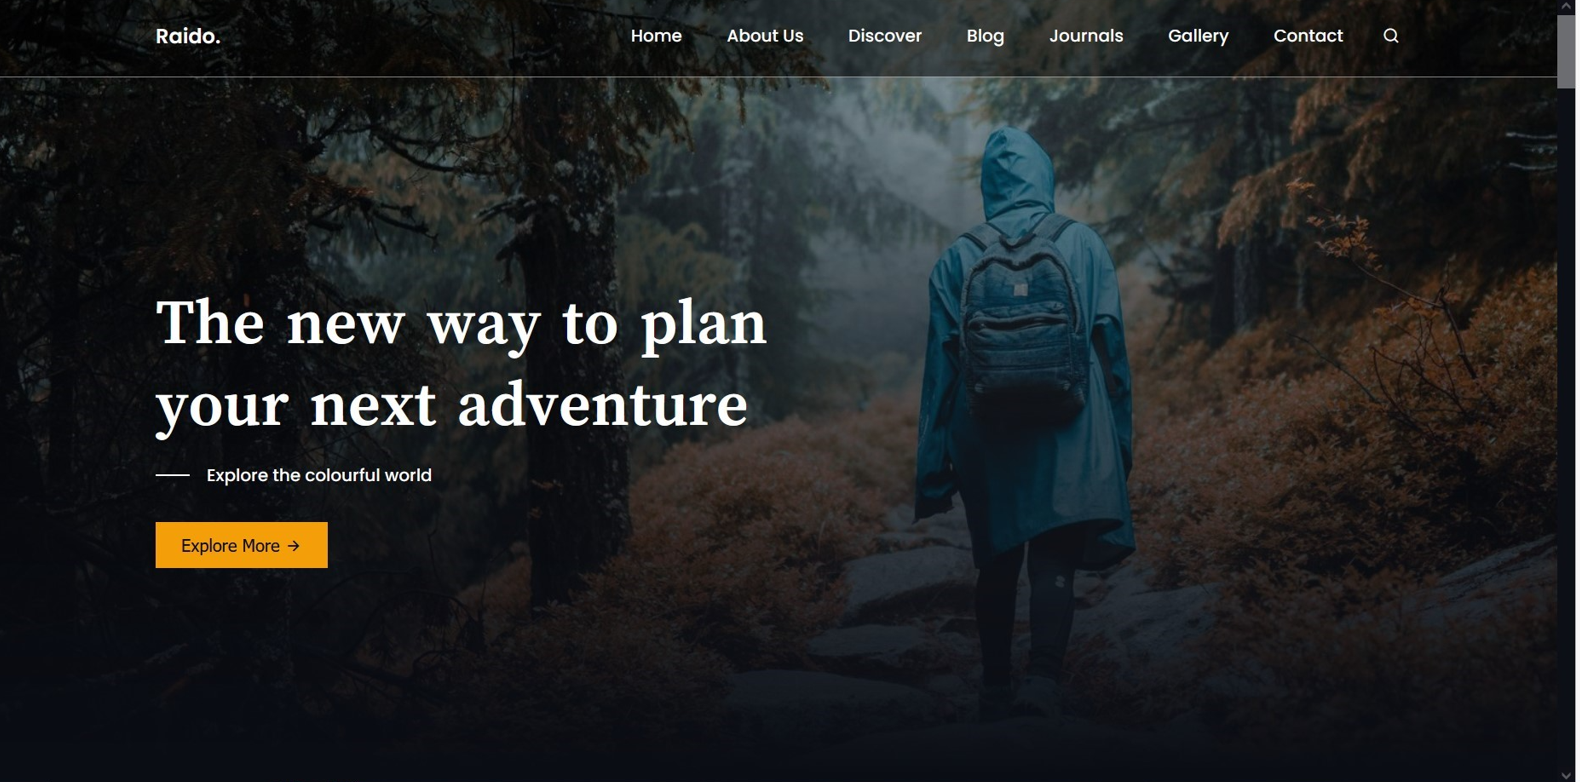 Raido.
Home About Us Discover Blog Journals Gallery Contact
The new way to plan
your next adventure
Explore the colourful world
Explore More →